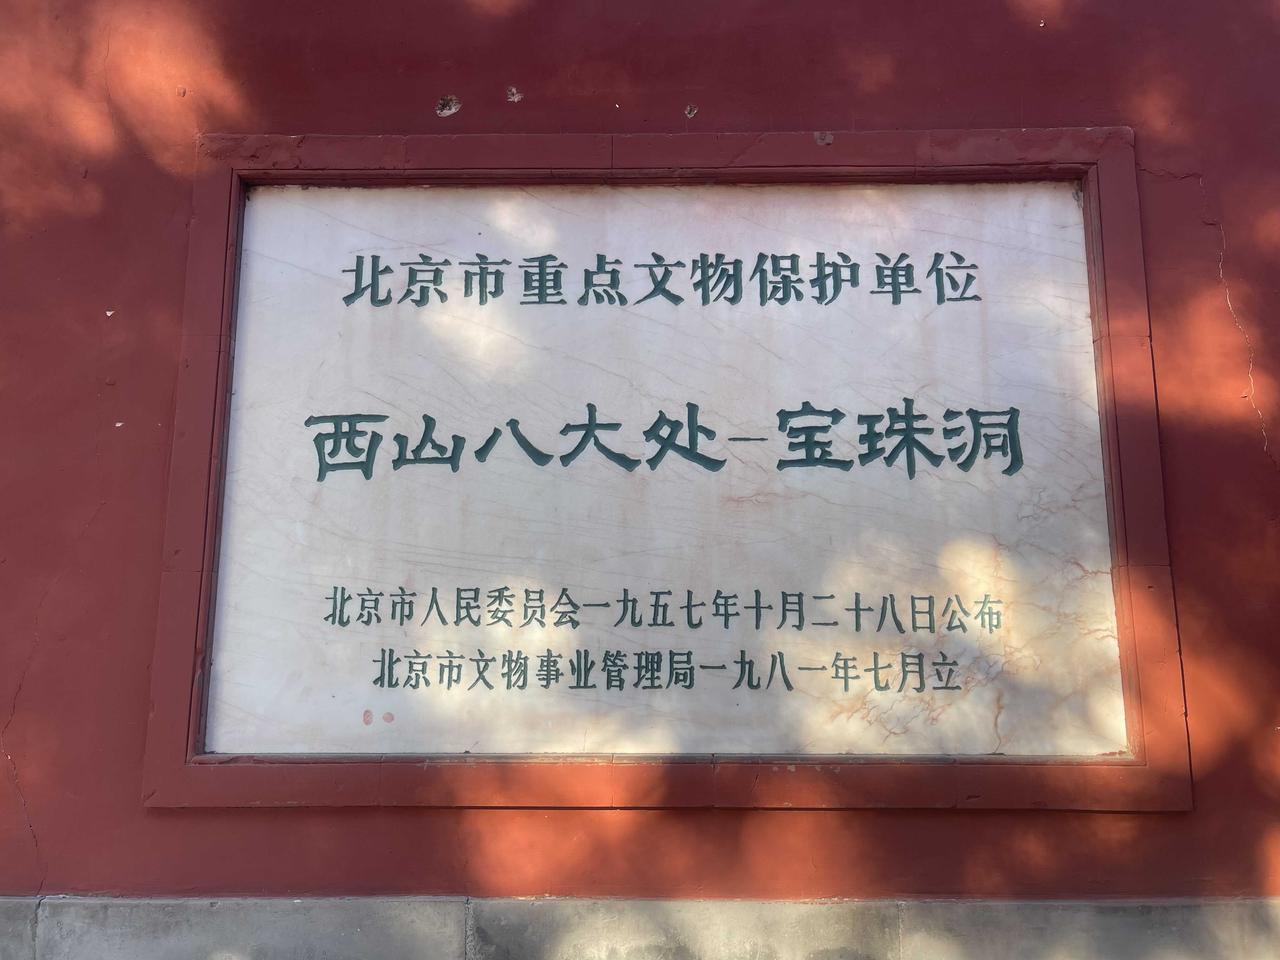 北京市重点文物保护单位
西山八大处–宝珠洞
北京市人民委员会一九五七年十月二十八日公布
北京市文物事业管理局一九八一年七月立